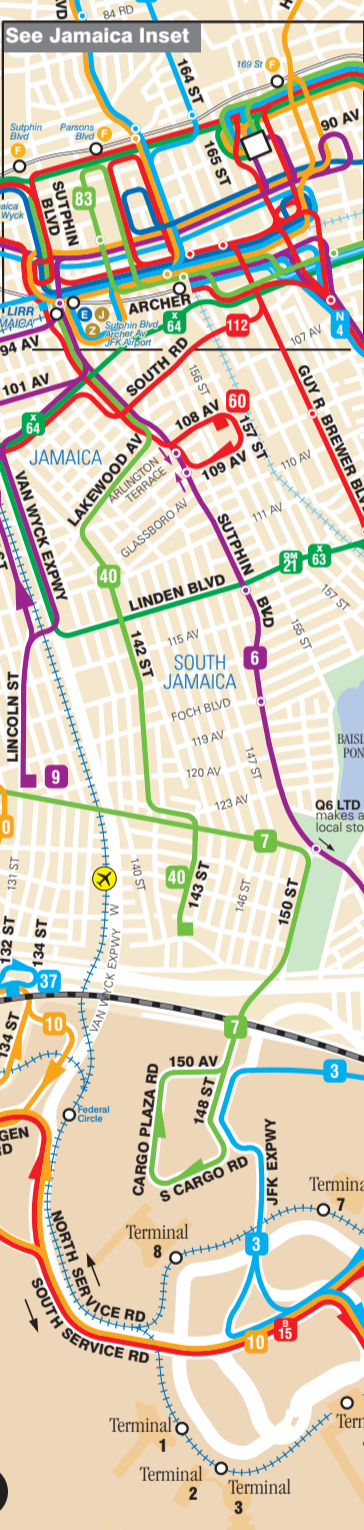 84 RD
See Jamaica Inset
164 ST
169 St F
Sutphin
Blvd
F
Parsons
Blvd
F
90 AV
165 ST
83
SUTPHIN
BLVD
LIRR
E J
Z
Sutphin Blvd
Archer Av
JFK Airport
ARCHER
X
64
112
N
4
94 AV
107 AV
101 AV
SOUTH RD
156 ST
X
64
60
108 AV
157 ST
109 AV
GUY R BREWER BL
JAMAICA
LAKEWOOD AV
ARLINGTON
TERRACE
110 AV
GLASSBORO AV
111 AV
VAN WYCK EXPWY
SUTPHIN
BLVD
QM
21
X
63
40
LINDEN BLVD
157 ST
155 ST
115 AV
142 ST
6
SOUTH
JAMAICA
LINCOLN ST
FOCH BLVD
119 AV
147 ST
120 AV
9
123 AV
Q6 LTD
makes a
local sto
0
7
131 ST
140 ST
40
143 ST
146 ST
150 ST
VAN WYCK EXPWY W
132 ST
134 ST
37
10
134 ST
7
150 AV
3
CARGO PLAZA RD
148 ST
Federal
Circle
S CARGO RD
JFK EXPWY
Terminal
7
Terminal
8
3
NORTH SERVICE RD
SOUTH SERVICE RD
10
B
15
Terminal
1
Terminal
2
Terminal
3